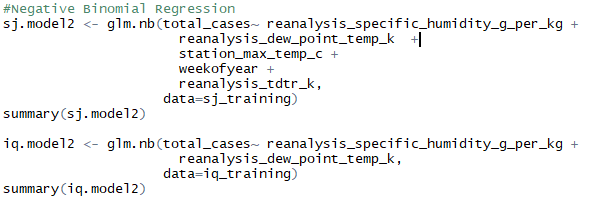 #Negative Binomial Regression
sj.model2 <- glm.nb(total_cases~ reanalysis_specific_humidity_g_per_kg +
reanalysis_dew_point_temp_k +
station_max_temp_c +
weekofyear +
reanalysis_tdtr_k,
data=sj_training)
summary(sj.model2)
iq.model2 <- glm.nb(total_cases~ reanalysis_specific_humidity_g_per_kg +
reanalysis_dew_point_temp_k,
data=iq_training)
summary(iq.model2)